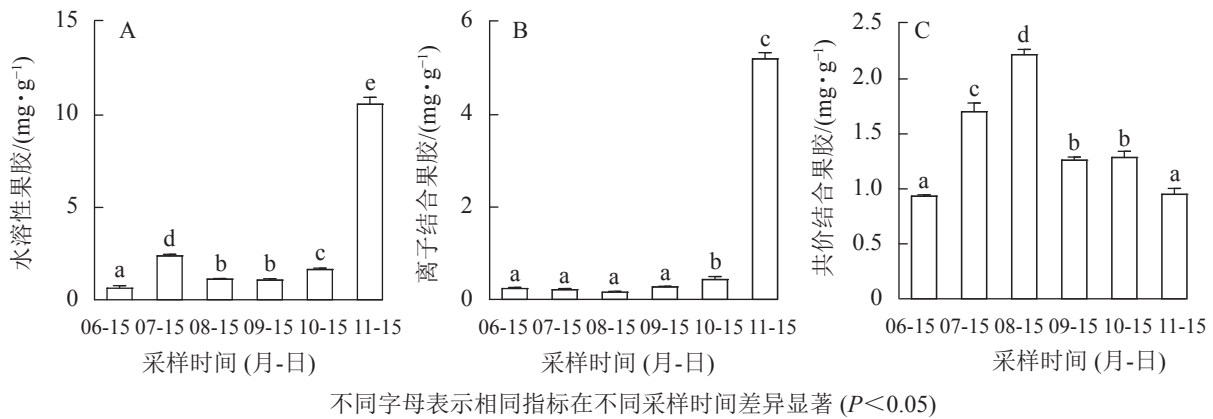 A
水溶性果胶/(mg·g⁻¹)
15
10
5
0
a
d
b
b
c
e
06-15 07-15 08-15 09-15 10-15 11-15
采样时间 (月-日)
B
离子结合果胶/(mg·g⁻¹)
6
4
2
0
a
a
a
a
b
c
06-15 07-15 08-15 09-15 10-15 11-15
采样时间 (月-日)
C
共价结合果胶/(mg·g⁻¹)
2.5
2.0
1.5
1.0
0.5
0
a
c
d
b
b
a
06-15 07-15 08-15 09-15 10-15 11-15
采样时间 (月-日)
不同字母表示相同指标在不同采样时间差异显著 (P<0.05)